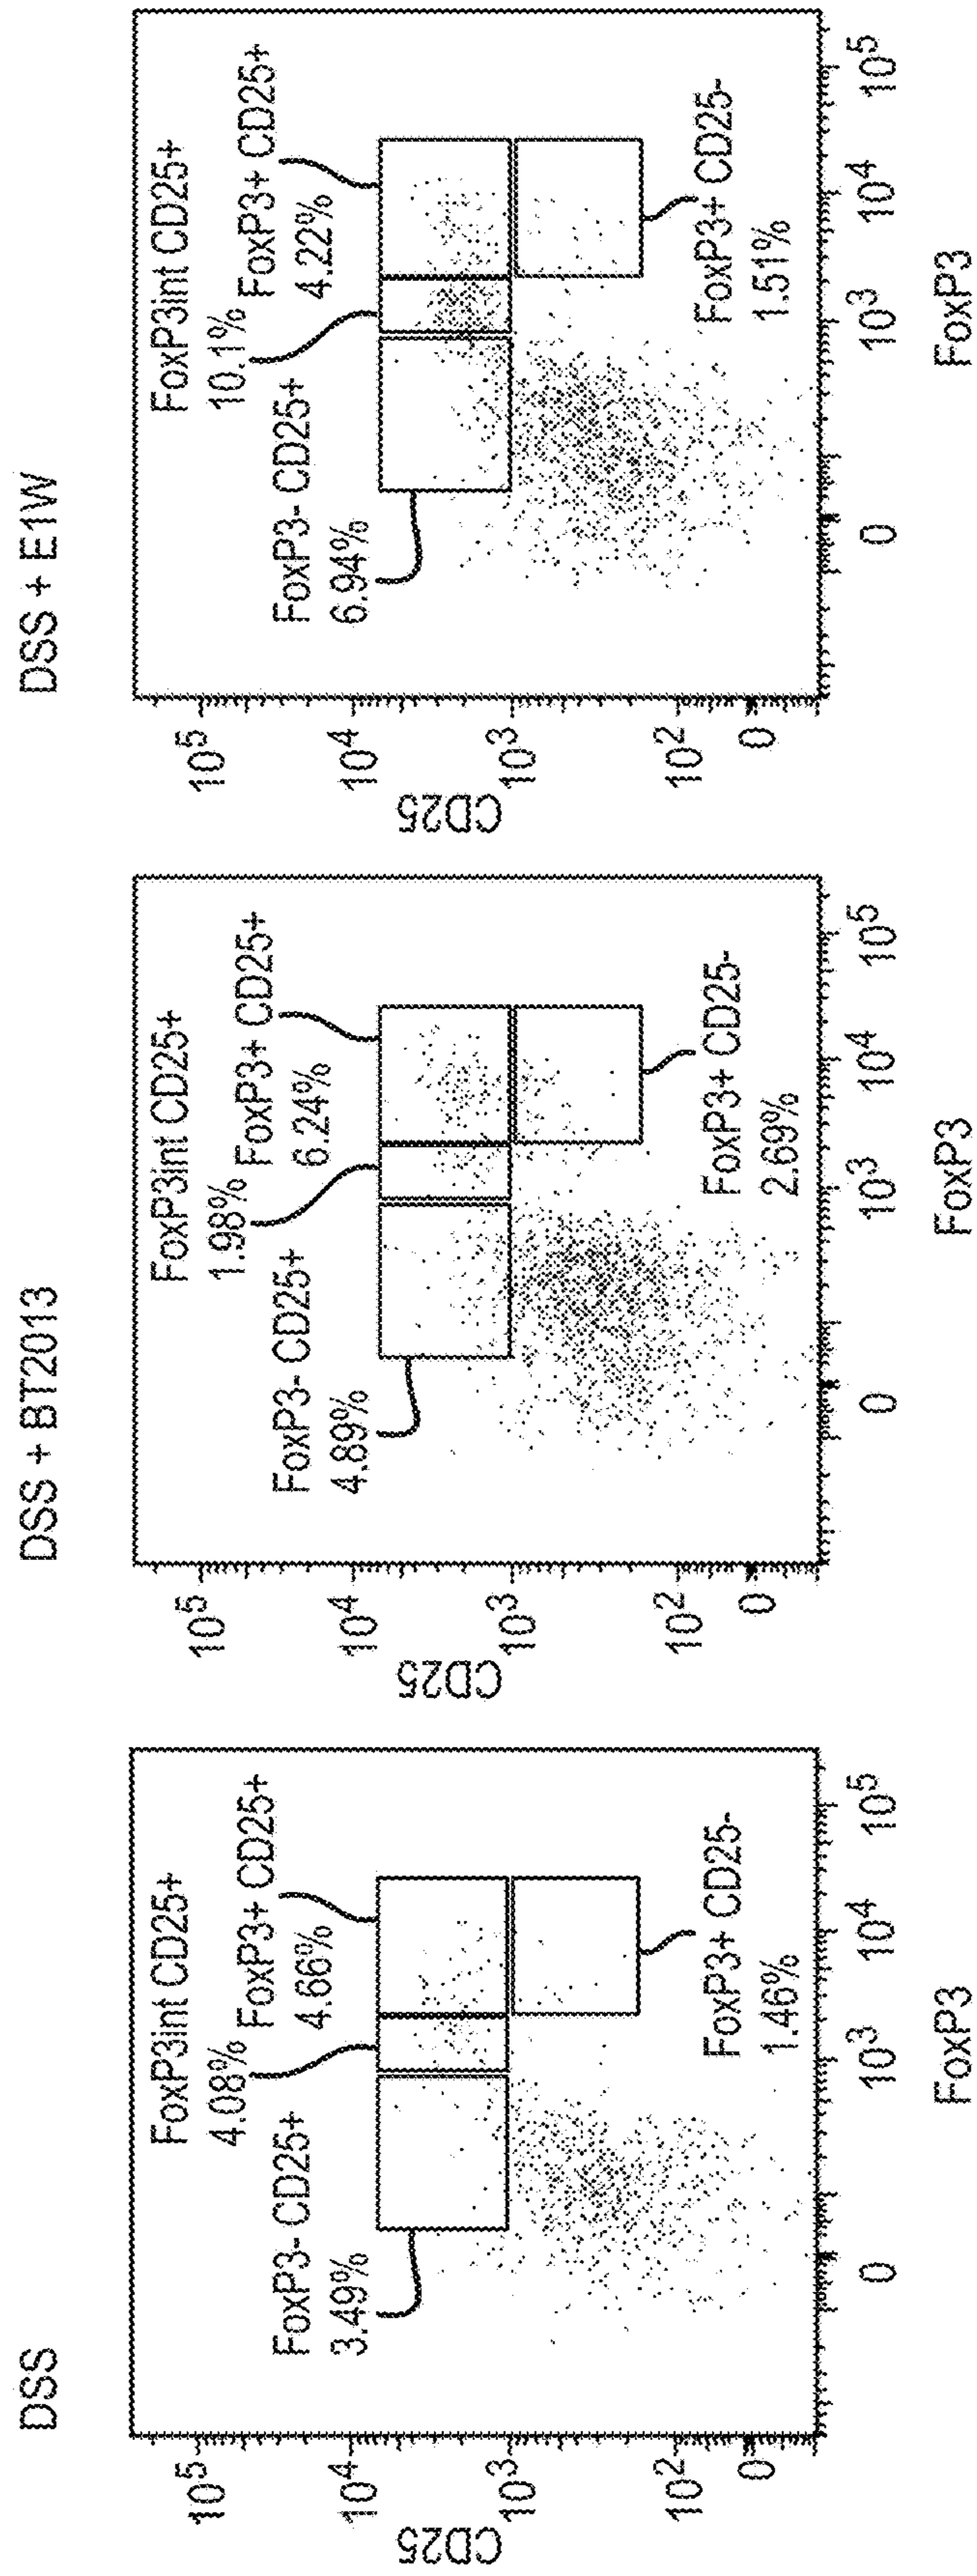 DSS
CD25
10^5
10^4
10^3
10^2
0
FoxP3int CD25+
4.08%
FoxP3- CD25+
3.49%
FoxP3+ CD25+
4.66%
FoxP3+ CD25-
1.46%
0
10^3
10^4
10^5
FoxP3
DSS + BT2013
CD25
10^5
10^4
10^3
10^2
0
FoxP3int CD25+
1.98%
FoxP3- CD25+
4.89%
FoxP3+ CD25+
6.24%
FoxP3+ CD25-
2.69%
0
10^3
10^4
10^5
FoxP3
DSS + E1W
CD25
10^5
10^4
10^3
10^2
0
FoxP3int CD25+
10.1%
FoxP3- CD25+
6.94%
FoxP3+ CD25+
4.22%
FoxP3+ CD25-
1.51%
0
10^3
10^4
10^5
FoxP3